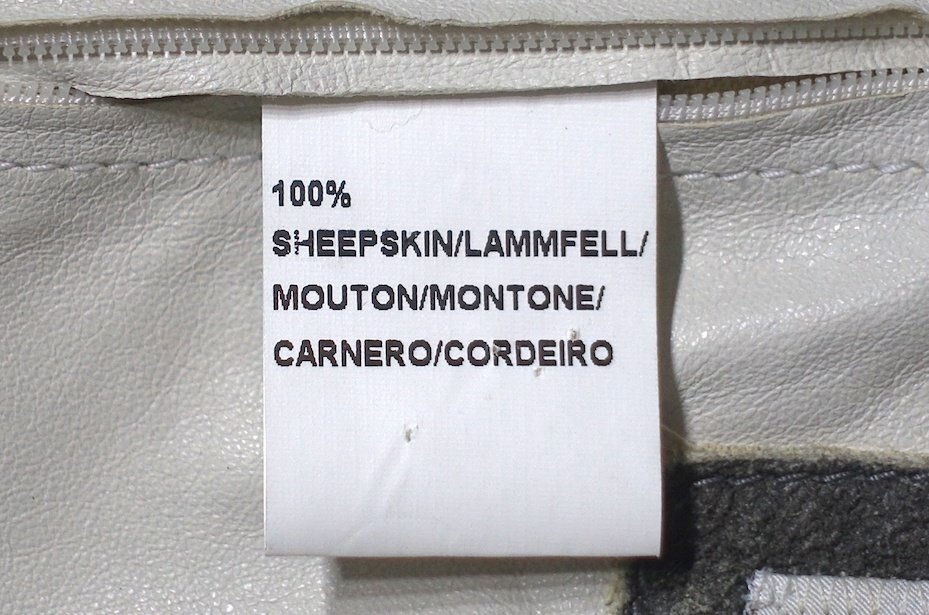 100%
SHEEPSKIN/LAMMFELL/
MOUTON/MONTONE/
CARNERO/CORDEIRO